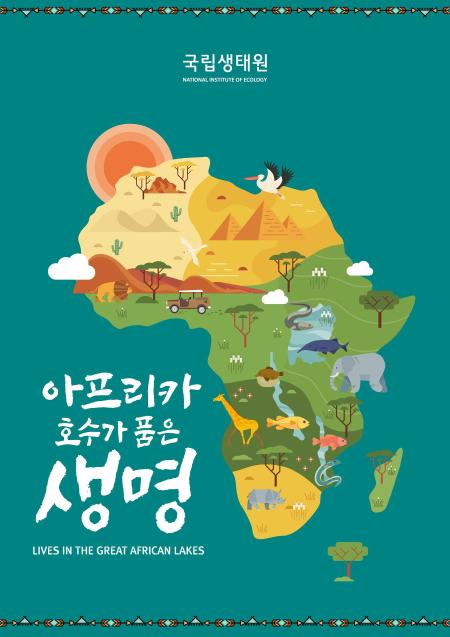 국립생태원
NATIONAL INSTITUTE OF ECOLOGY
아프리카
호수가 품은
생명
LIVES IN THE GREAT AFRICAN LAKES